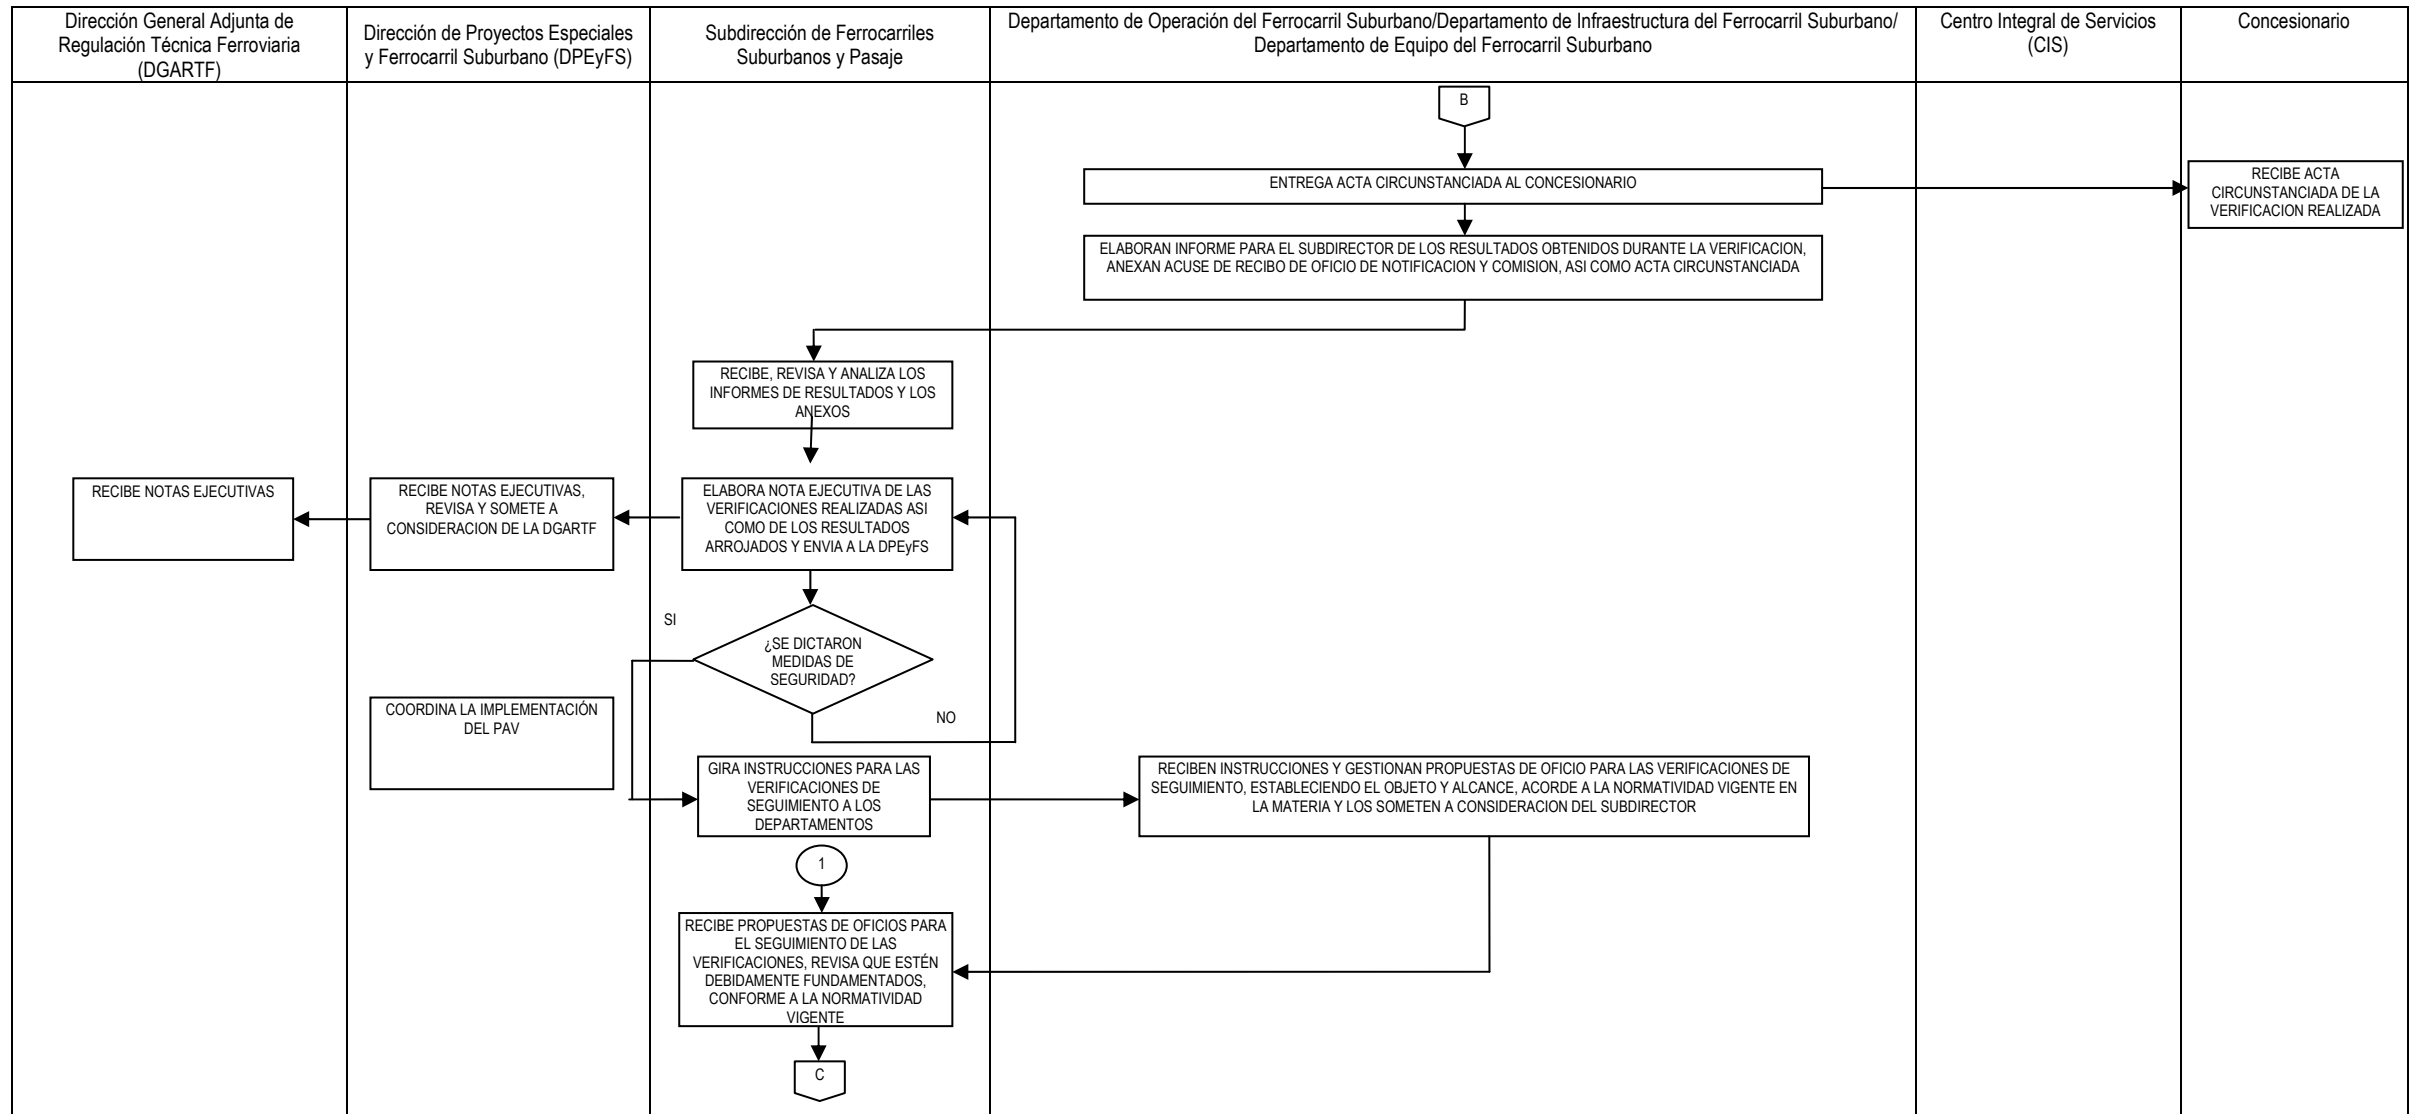 Dirección General Adjunta de
Regulación Técnica Ferroviaria
(DGARTF)
Dirección de Proyectos Especiales
y Ferrocarril Suburbano (DPEyFS)
Subdirección de Ferrocarriles
Suburbanos y Pasaje
Departamento de Operación del Ferrocarril Suburbano/Departamento de Infraestructura del Ferrocarril Suburbano/
Departamento de Equipo del Ferrocarril Suburbano
Centro Integral de Servicios
(CIS)
Concesionario
B
ENTREGA ACTA CIRCUNSTANCIADA AL CONCESIONARIO
RECIBE ACTA
CIRCUNSTANCIADA DE LA
VERIFICACION REALIZADA
ELABORAN INFORME PARA EL SUBDIRECTOR DE LOS RESULTADOS OBTENIDOS DURANTE LA VERIFICACION,
ANEXAN ACUSE DE RECIBO DE OFICIO DE NOTIFICACION Y COMISION, ASI COMO ACTA CIRCUNSTANCIADA
RECIBE, REVISA Y ANALIZA LOS
INFORMES DE RESULTADOS Y LOS
ANEXOS
RECIBE NOTAS EJECUTIVAS
RECIBE NOTAS EJECUTIVAS,
REVISA Y SOMETE A
CONSIDERACION DE LA DGARTF
ELABORA NOTA EJECUTIVA DE LAS
VERIFICACIONES REALIZADAS ASI
COMO DE LOS RESULTADOS
ARROJADOS Y ENVIA A LA DPEyFS
SI
¿SE DICTARON
MEDIDAS DE
SEGURIDAD?
NO
COORDINA LA IMPLEMENTACIÓN
DEL PAV
GIRA INSTRUCCIONES PARA LAS
VERIFICACIONES DE
SEGUIMIENTO A LOS
DEPARTAMENTOS
RECIBEN INSTRUCCIONES Y GESTIONAN PROPUESTAS DE OFICIO PARA LAS VERIFICACIONES DE
SEGUIMIENTO, ESTABLECIENDO EL OBJETO Y ALCANCE, ACORDE A LA NORMATIVIDAD VIGENTE EN
LA MATERIA Y LOS SOMETEN A CONSIDERACION DEL SUBDIRECTOR
1
RECIBE PROPUESTAS DE OFICIOS PARA
EL SEGUIMIENTO DE LAS
VERIFICACIONES, REVISA QUE ESTÉN
DEBIDAMENTE FUNDAMENTADOS,
CONFORME A LA NORMATIVIDAD
VIGENTE
C